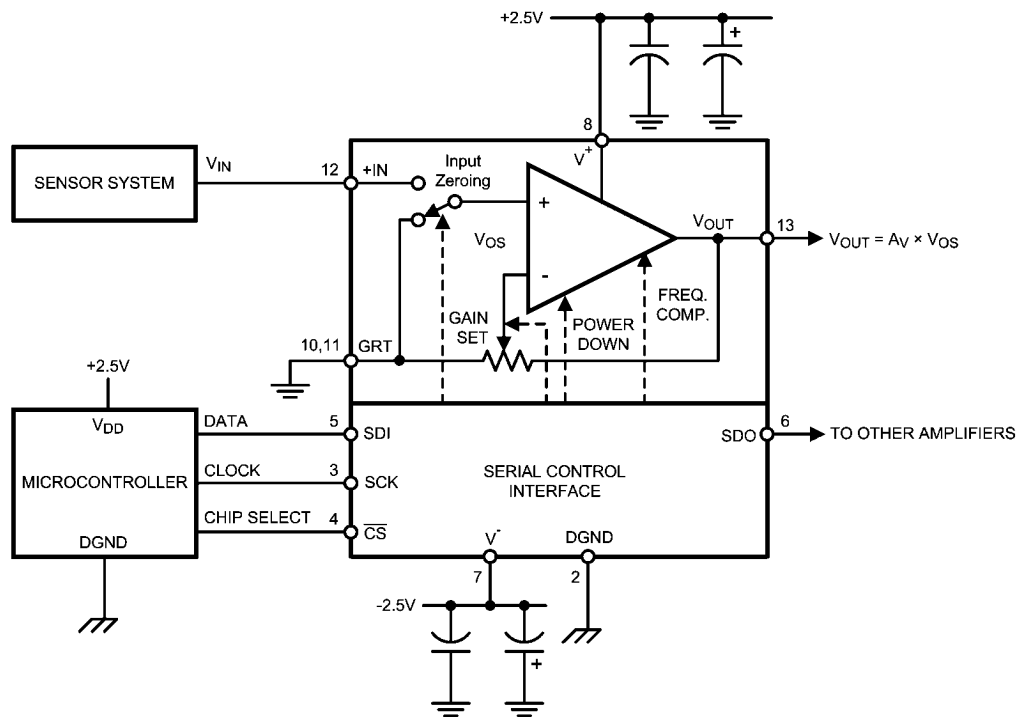 +2.5V
+
8
V+
SENSOR SYSTEM
VIN
12
+IN
Input
Zeroing
+
VOS
-
VOUT
13
VOUT = AV × VOS
GAIN
SET
POWER
DOWN
FREQ.
COMP.
10,11
GRT
+2.5V
VDD
MICROCONTROLLER
DGND
DATA
5
SDI
CLOCK
3
SCK
CHIP SELECT
4
CS
SERIAL CONTROL
INTERFACE
SDO
6
TO OTHER AMPLIFIERS
V-
DGND
7
2
-2.5V
+